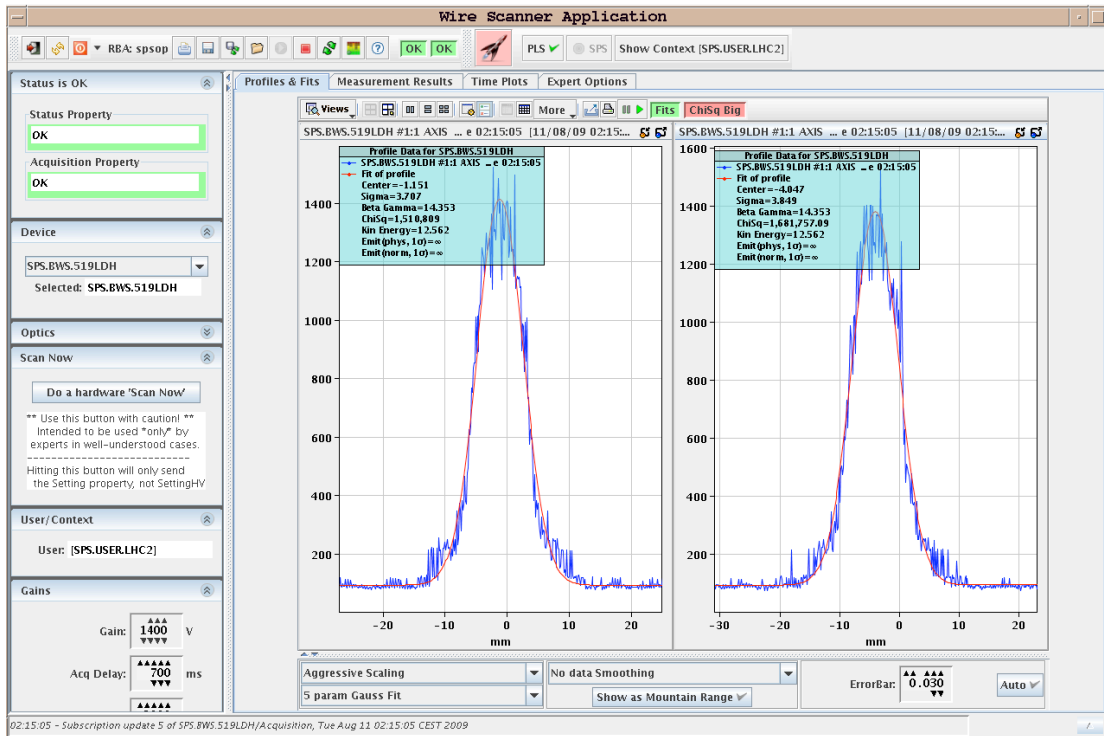 Wire Scanner Application
RBA: spsop
OK OK
PLS
SPS
Show Context [SPS.USER.LHC2]
Status is OK
Status Property
OK
Acquisition Property
OK
Device
SPS.BWS.519LDH
Selected: SPS.BWS.519LDH
Optics
Scan Now
Do a hardware 'Scan Now'
** Use this button with caution! **
Intended to be used *only* by
experts in well-understood cases.
---------------------------
Hitting this button will only send
the Setting property, not SettingHV
User/Context
User: [SPS.USER.LHC2]
Gains
Gain: 1400 V
Acq Delay: 700 ms
Profiles & Fits Measurement Results Time Plots Expert Options
Views More Fits ChiSq Big
SPS.BWS.519LDH #1:1 AXIS ... e 02:15:05 [11/08/09 02:15:...
Profile Data for SPS.BWS.519LDH
SPS.BWS.519LDH #1:1 AXIS ...e 02:15:05
Fit of profile
Center=-1.151
Sigma=3.707
Beta Gamma=14.353
ChiSq=1,510,809
Kin Energy=12.562
Emit(phys, 1σ)=∞
Emit(norm, 1σ)=∞
1400
1200
1000
800
600
400
200
-20 -10 0 10 20
mm
SPS.BWS.519LDH #1:1 AXIS ... e 02:15:05 [11/08/09 02:15:...
Profile Data for SPS.BWS.519LDH
SPS.BWS.519LDH #1:1 AXIS ...e 02:15:05
Fit of profile
Center=-4.047
Sigma=3.849
Beta Gamma=14.353
ChiSq=1,681,757.09
Kin Energy=12.562
Emit(phys, 1σ)=∞
Emit(norm, 1σ)=∞
1600
1400
1200
1000
800
600
400
200
-30 -20 -10 0 10 20
mm
Aggressive Scaling
5 param Gauss Fit
No data Smoothing
Show as Mountain Range
ErrorBar: 0.030
Auto
02:15:05 - Subscription update 5 of SPS.BWS.519LDH/Acquisition, Tue Aug 11 02:15:05 CEST 2009